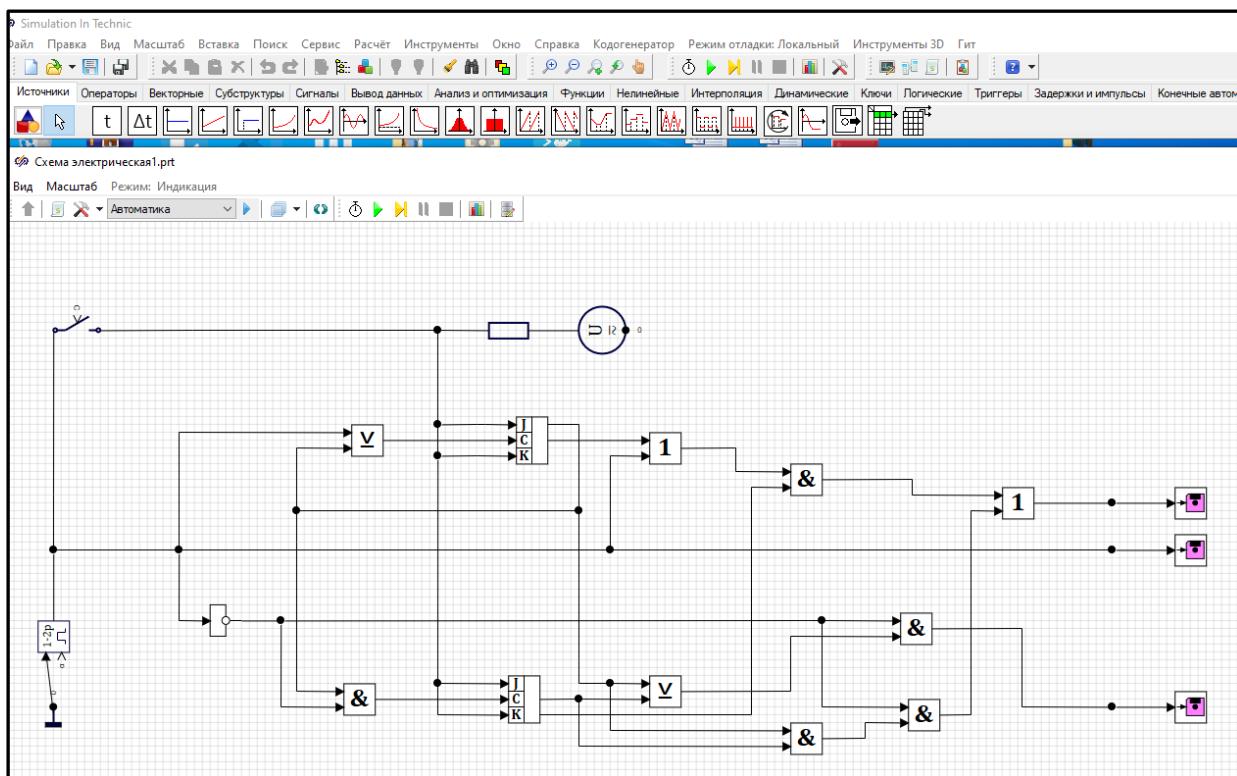 Simulation In Technic
Файл Правка Вид Масштаб Вставка Поиск Сервис Расчёт Инструменты Окно Справка Кодогенератор Режим отладки: Локальный Инструменты 3D Гит
Источники Операторы Векторные Субструктуры Сигналы Вывод данных Анализ и оптимизация Функции Нелинейные Интерполяция Динамические Ключи Логические Триггеры Задержки и импульсы Конечные автом
t Δt
Схема электрическая1.prt
Вид Масштаб Режим: Индикация
Автоматика
U
0
V
J
C
K
1
&
1
1-2p
&
&
J
C
K
V
&
&